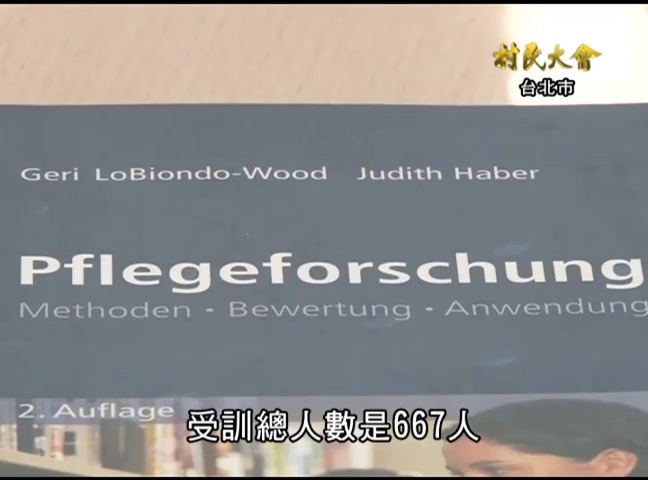 村民大會
台北市
Geri LoBiondo-Wood Judith Haber
Pflegeforschung
Methoden • Bewertung • Anwendung
2. Auflage
受訓總人數是667人